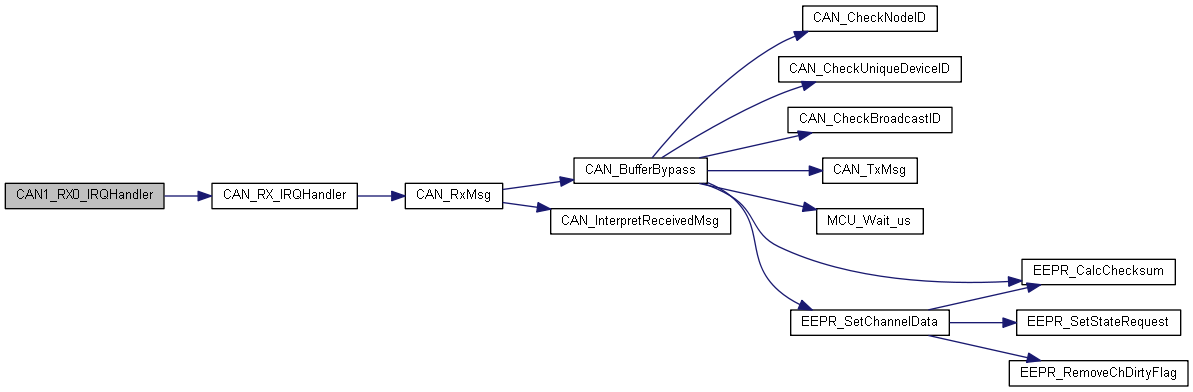 CAN1_RX0_IRQHandler
CAN_RX_IRQHandler
CAN_RxMsg
CAN_BufferBypass
CAN_InterpretReceivedMsg
CAN_CheckNodeID
CAN_CheckUniqueDeviceID
CAN_CheckBroadcastID
CAN_TxMsg
MCU_Wait_us
EEPR_SetChannelData
EEPR_CalcChecksum
EEPR_SetStateRequest
EEPR_RemoveChDirtyFlag